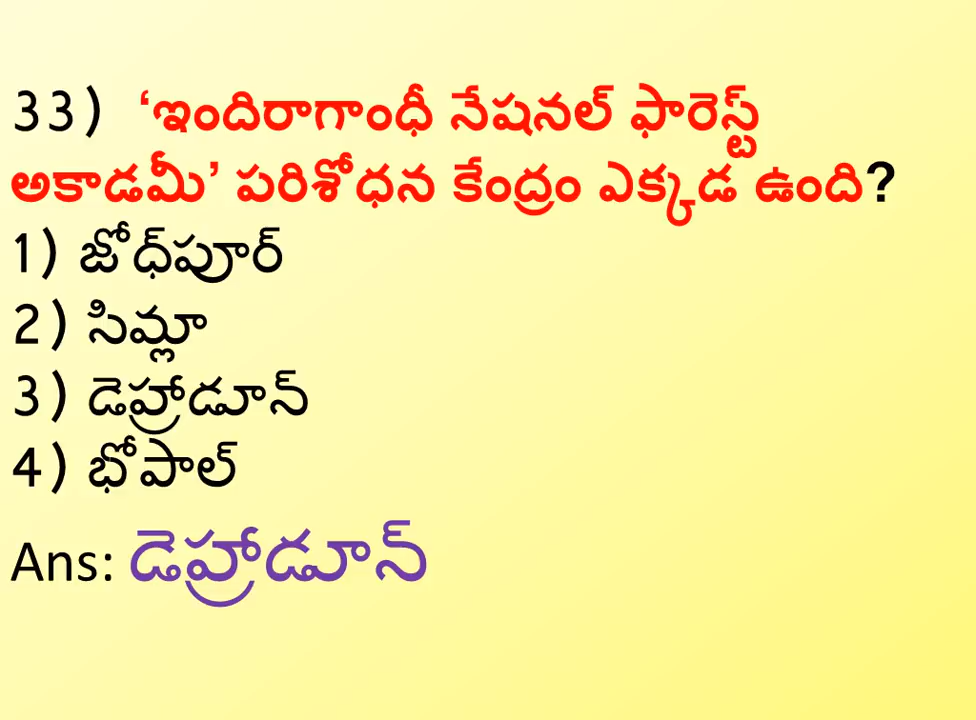 33) ‘ఇందిరాగాంధీ నేషనల్ ఫారెస్ట్
అకాడమీ’ పరిశోధన కేంద్రం ఎక్కడ ఉంది?
1) జోధ్‌పూర్
2) సిమ్లా
3) డెహ్రాడూన్
4) భోపాల్
Ans: డెహ్రాడూన్